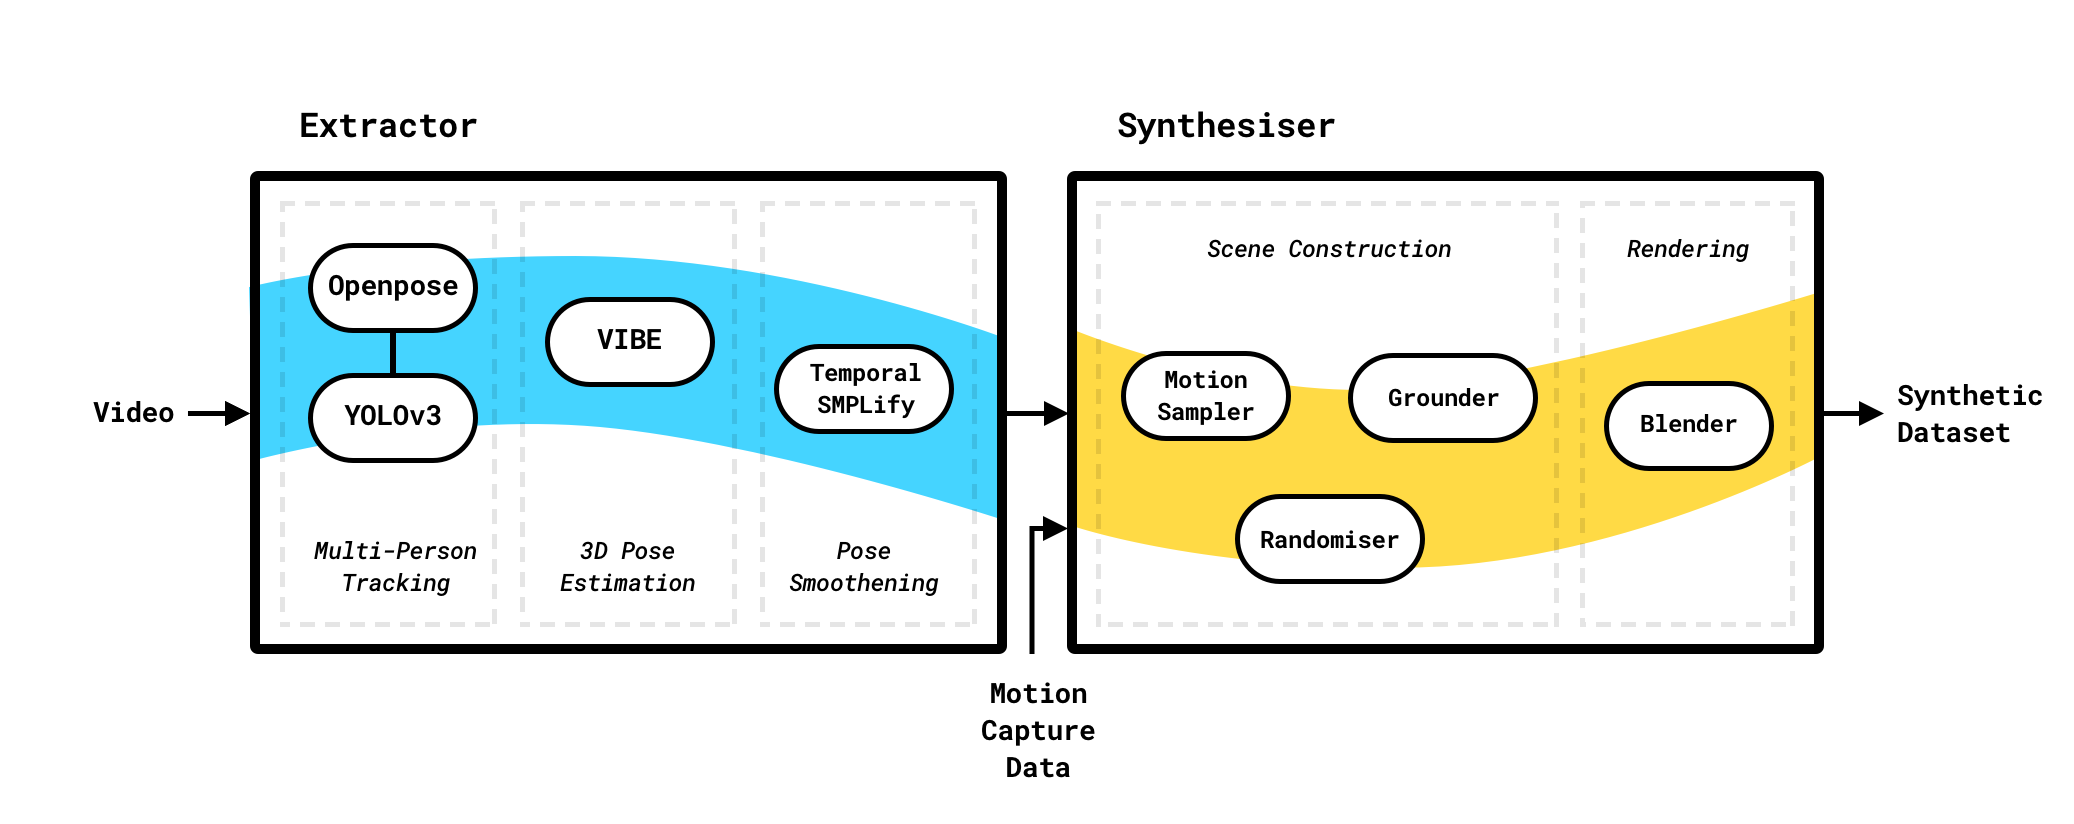 Extractor
Synthesiser
Video
Openpose
YOLOv3
Multi-Person
Tracking
VIBE
3D Pose
Estimation
Temporal
SMPLify
Pose
Smoothening
Motion
Capture
Data
Scene Construction
Motion
Sampler
Grounder
Randomiser
Rendering
Blender
Synthetic
Dataset